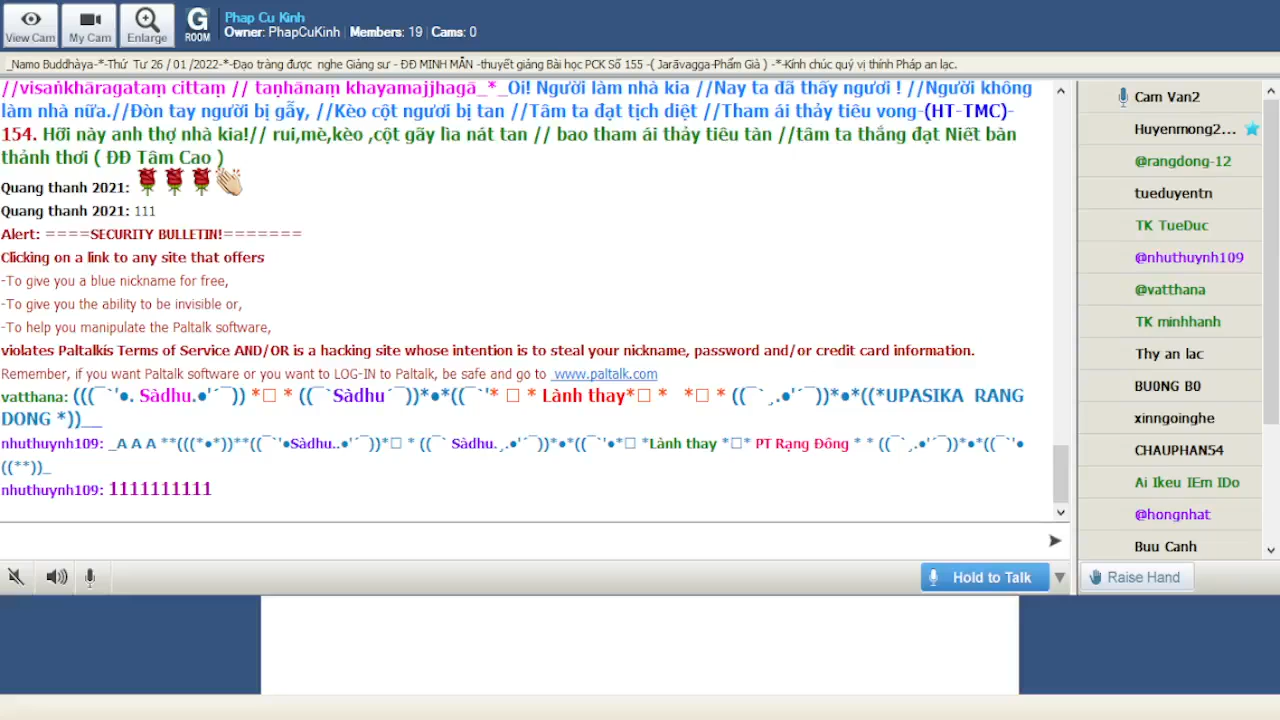 View Cam
My Cam
Enlarge
G
ROOM
Phap Cu Kinh
Owner: PhapCuKinh | Members: 19 | Cams: 0
_Namo Buddhàya-*-Thứ Tư 26 / 01 /2022-*-Đạo tràng được nghe Giảng sư - ĐĐ MINH MẪN -thuyết giảng Bài học PCK Số 155 -( Jarāvagga-Phẩm Già ) -*-Kính chúc quý vị thính Pháp an lạc.
//visaṅkhāragataṃ cittaṃ // taṇhānaṃ khayamajjhagā_*_Ơi! Người làm nhà kia //Nay ta đã thấy ngươi ! //Người không
làm nhà nữa.//Đòn tay người bị gẫy, //Kèo cột ngươi bị tan //Tâm ta đạt tịch diệt //Tham ái thảy tiêu vong-(HT-TMC)-
154. Hỡi này anh thợ nhà kia!// rui,mè,kèo ,cột gãy lìa nát tan // bao tham ái thảy tiêu tàn //tâm ta thắng đạt Niết bàn
thảnh thơi ( ĐĐ Tâm Cao )
Quang thanh 2021: 🌹🌹🌹👏
Quang thanh 2021: 111
Alert: ====SECURITY BULLETIN!=======
Clicking on a link to any site that offers
-To give you a blue nickname for free,
-To give you the ability to be invisible or,
-To help you manipulate the Paltalk software,
violates Paltalkís Terms of Service AND/OR is a hacking site whose intention is to steal your nickname, password and/or credit card information.
Remember, if you want Paltalk software or you want to LOG-IN to Paltalk, be safe and go to www.paltalk.com
vatthana: (((¯`'●. Sàdhu.●'´¯)) *□ * ((¯`Sàdhu´¯))*●*((¯`'* □ * Lành thay*□ * *□ * ((¯`¸.●'´¯))*●*((*UPASIKA RANG
DONG *))__
nhuthuynh109: _A A A **(((*●*))**((¯`'●Sàdhu..●'´¯))*□ * ((¯` Sàdhu.¸.●'´¯))*●*((¯`'●*□ *Lành thay *□* PT Rạng Đông * * ((¯`¸.●'´¯))*●*((¯`'●
((**))_
nhuthuynh109: 1111111111
Hold to Talk
Cam Van2
Huyenmong2...
@rangdong-12
tueduyentn
TK TueDuc
@nhuthuynh109
@vatthana
TK minhhanh
Thy an lac
BU0NG B0
xinngoinghe
CHAUPHAN54
Ai Ikeu IEm IDo
@hongnhat
Buu Canh
Raise Hand